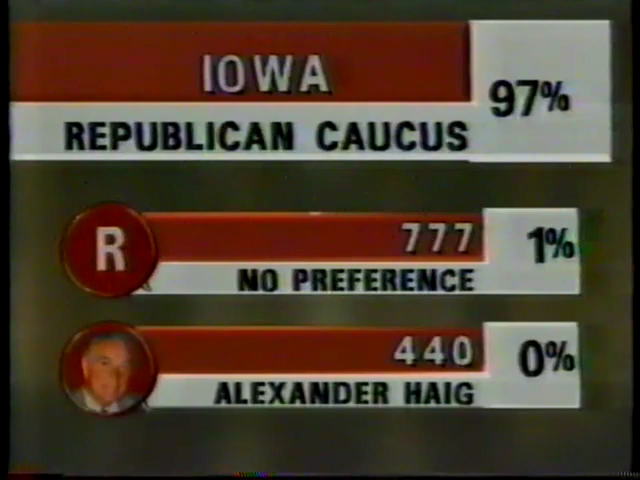 IOWA
97%
REPUBLICAN CAUCUS
R
777
1%
NO PREFERENCE
440
0%
ALEXANDER HAIG